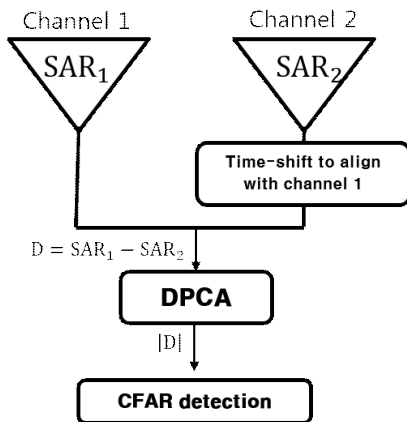 Channel 1 Channel 2
SAR₁ SAR₂
Time-shift to align
with channel 1
D = SAR₁ − SAR₂
DPCA
|D|
CFAR detection